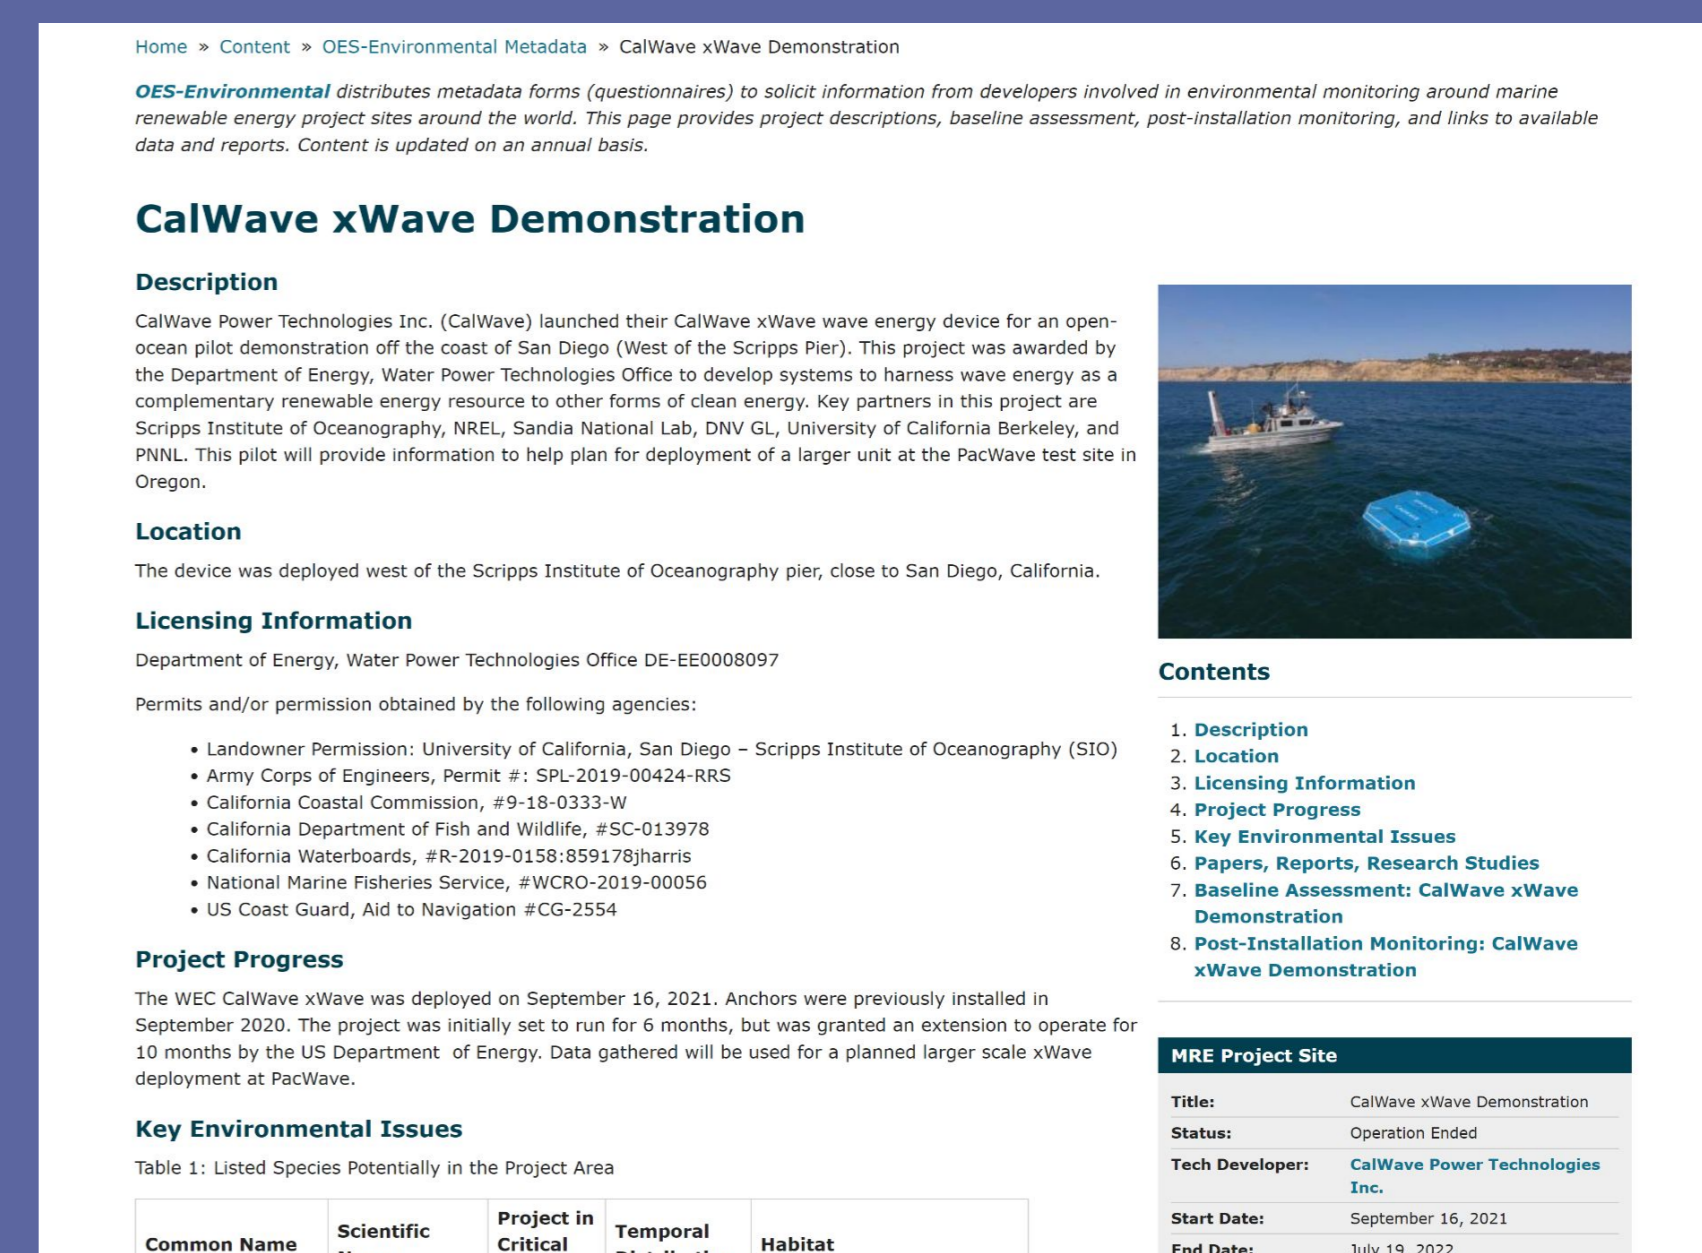 Home » Content » OES-Environmental Metadata » CalWave xWave Demonstration
OES-Environmental distributes metadata forms (questionnaires) to solicit information from developers involved in environmental monitoring around marine
renewable energy project sites around the world. This page provides project descriptions, baseline assessment, post-installation monitoring, and links to available
data and reports. Content is updated on an annual basis.
CalWave xWave Demonstration
Description
CalWave Power Technologies Inc. (CalWave) launched their CalWave xWave wave energy device for an open-
ocean pilot demonstration off the coast of San Diego (West of the Scripps Pier). This project was awarded by
the Department of Energy, Water Power Technologies Office to develop systems to harness wave energy as a
complementary renewable energy resource to other forms of clean energy. Key partners in this project are
Scripps Institute of Oceanography, NREL, Sandia National Lab, DNV GL, University of California Berkeley, and
PNNL. This pilot will provide information to help plan for deployment of a larger unit at the PacWave test site in
Oregon.
Location
The device was deployed west of the Scripps Institute of Oceanography pier, close to San Diego, California.
Licensing Information
Department of Energy, Water Power Technologies Office DE-EE0008097
Permits and/or permission obtained by the following agencies:
• Landowner Permission: University of California, San Diego – Scripps Institute of Oceanography (SIO)
• Army Corps of Engineers, Permit #: SPL-2019-00424-RRS
• California Coastal Commission, #9-18-0333-W
• California Department of Fish and Wildlife, #SC-013978
• California Waterboards, #R-2019-0158:859178jharris
• National Marine Fisheries Service, #WCRO-2019-00056
• US Coast Guard, Aid to Navigation #CG-2554
Project Progress
The WEC CalWave xWave was deployed on September 16, 2021. Anchors were previously installed in
September 2020. The project was initially set to run for 6 months, but was granted an extension to operate for
10 months by the US Department of Energy. Data gathered will be used for a planned larger scale xWave
deployment at PacWave.
Key Environmental Issues
Table 1: Listed Species Potentially in the Project Area
Common Name
Scientific
Project in
Critical
Temporal
Habitat
Contents
1. Description
2. Location
3. Licensing Information
4. Project Progress
5. Key Environmental Issues
6. Papers, Reports, Research Studies
7. Baseline Assessment: CalWave xWave
Demonstration
8. Post-Installation Monitoring: CalWave
xWave Demonstration
MRE Project Site
Title: CalWave xWave Demonstration
Status: Operation Ended
Tech Developer: CalWave Power Technologies
Inc.
Start Date: September 16, 2021
End Date: July 19, 2022